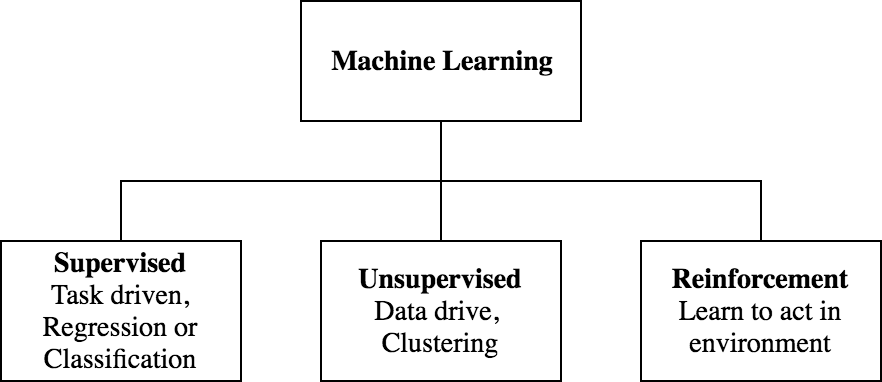 Machine Learning
Supervised
Task driven,
Regression or
Classification
Unsupervised
Data drive,
Clustering
Reinforcement
Learn to act in
environment